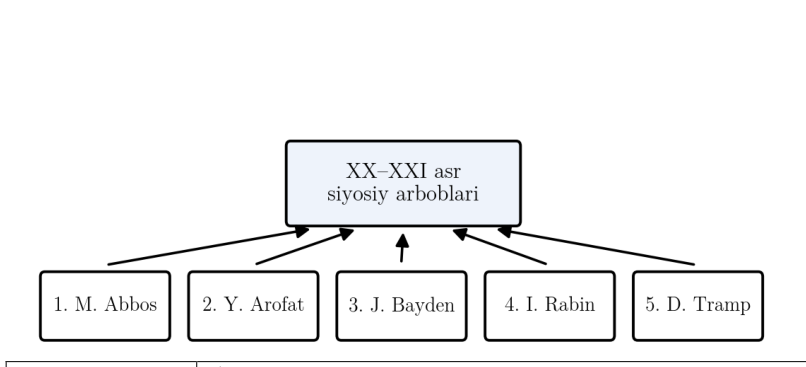 XX–XXI asr
siyosiy arboblari
1. M. Abbos
2. Y. Arofat
3. J. Bayden
4. I. Rabin
5. D. Tramp